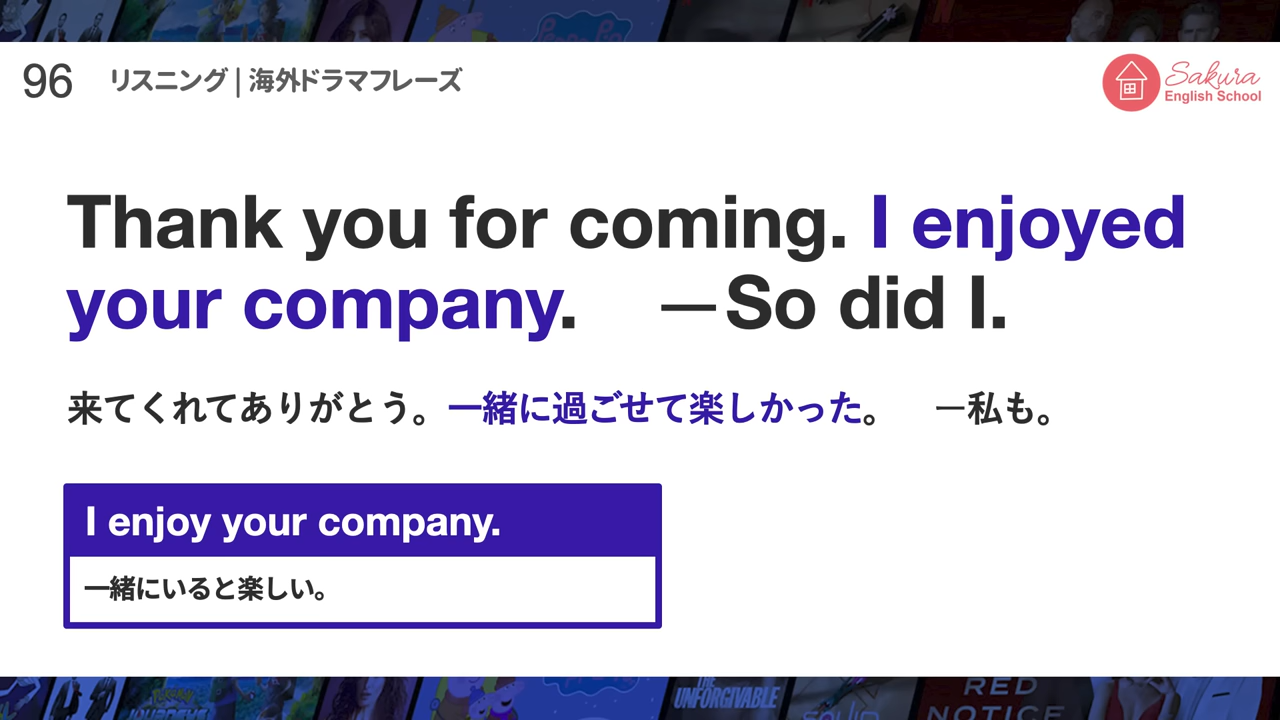 96 リスニング | 海外ドラマフレーズ
Sakura
English School
Thank you for coming. I enjoyed
your company. —So did I.
来てくれてありがとう。一緒に過ごせて楽しかった。 —私も。
I enjoy your company.
一緒にいると楽しい。
THE
UNFORGIVABLE
RED
NOTICE